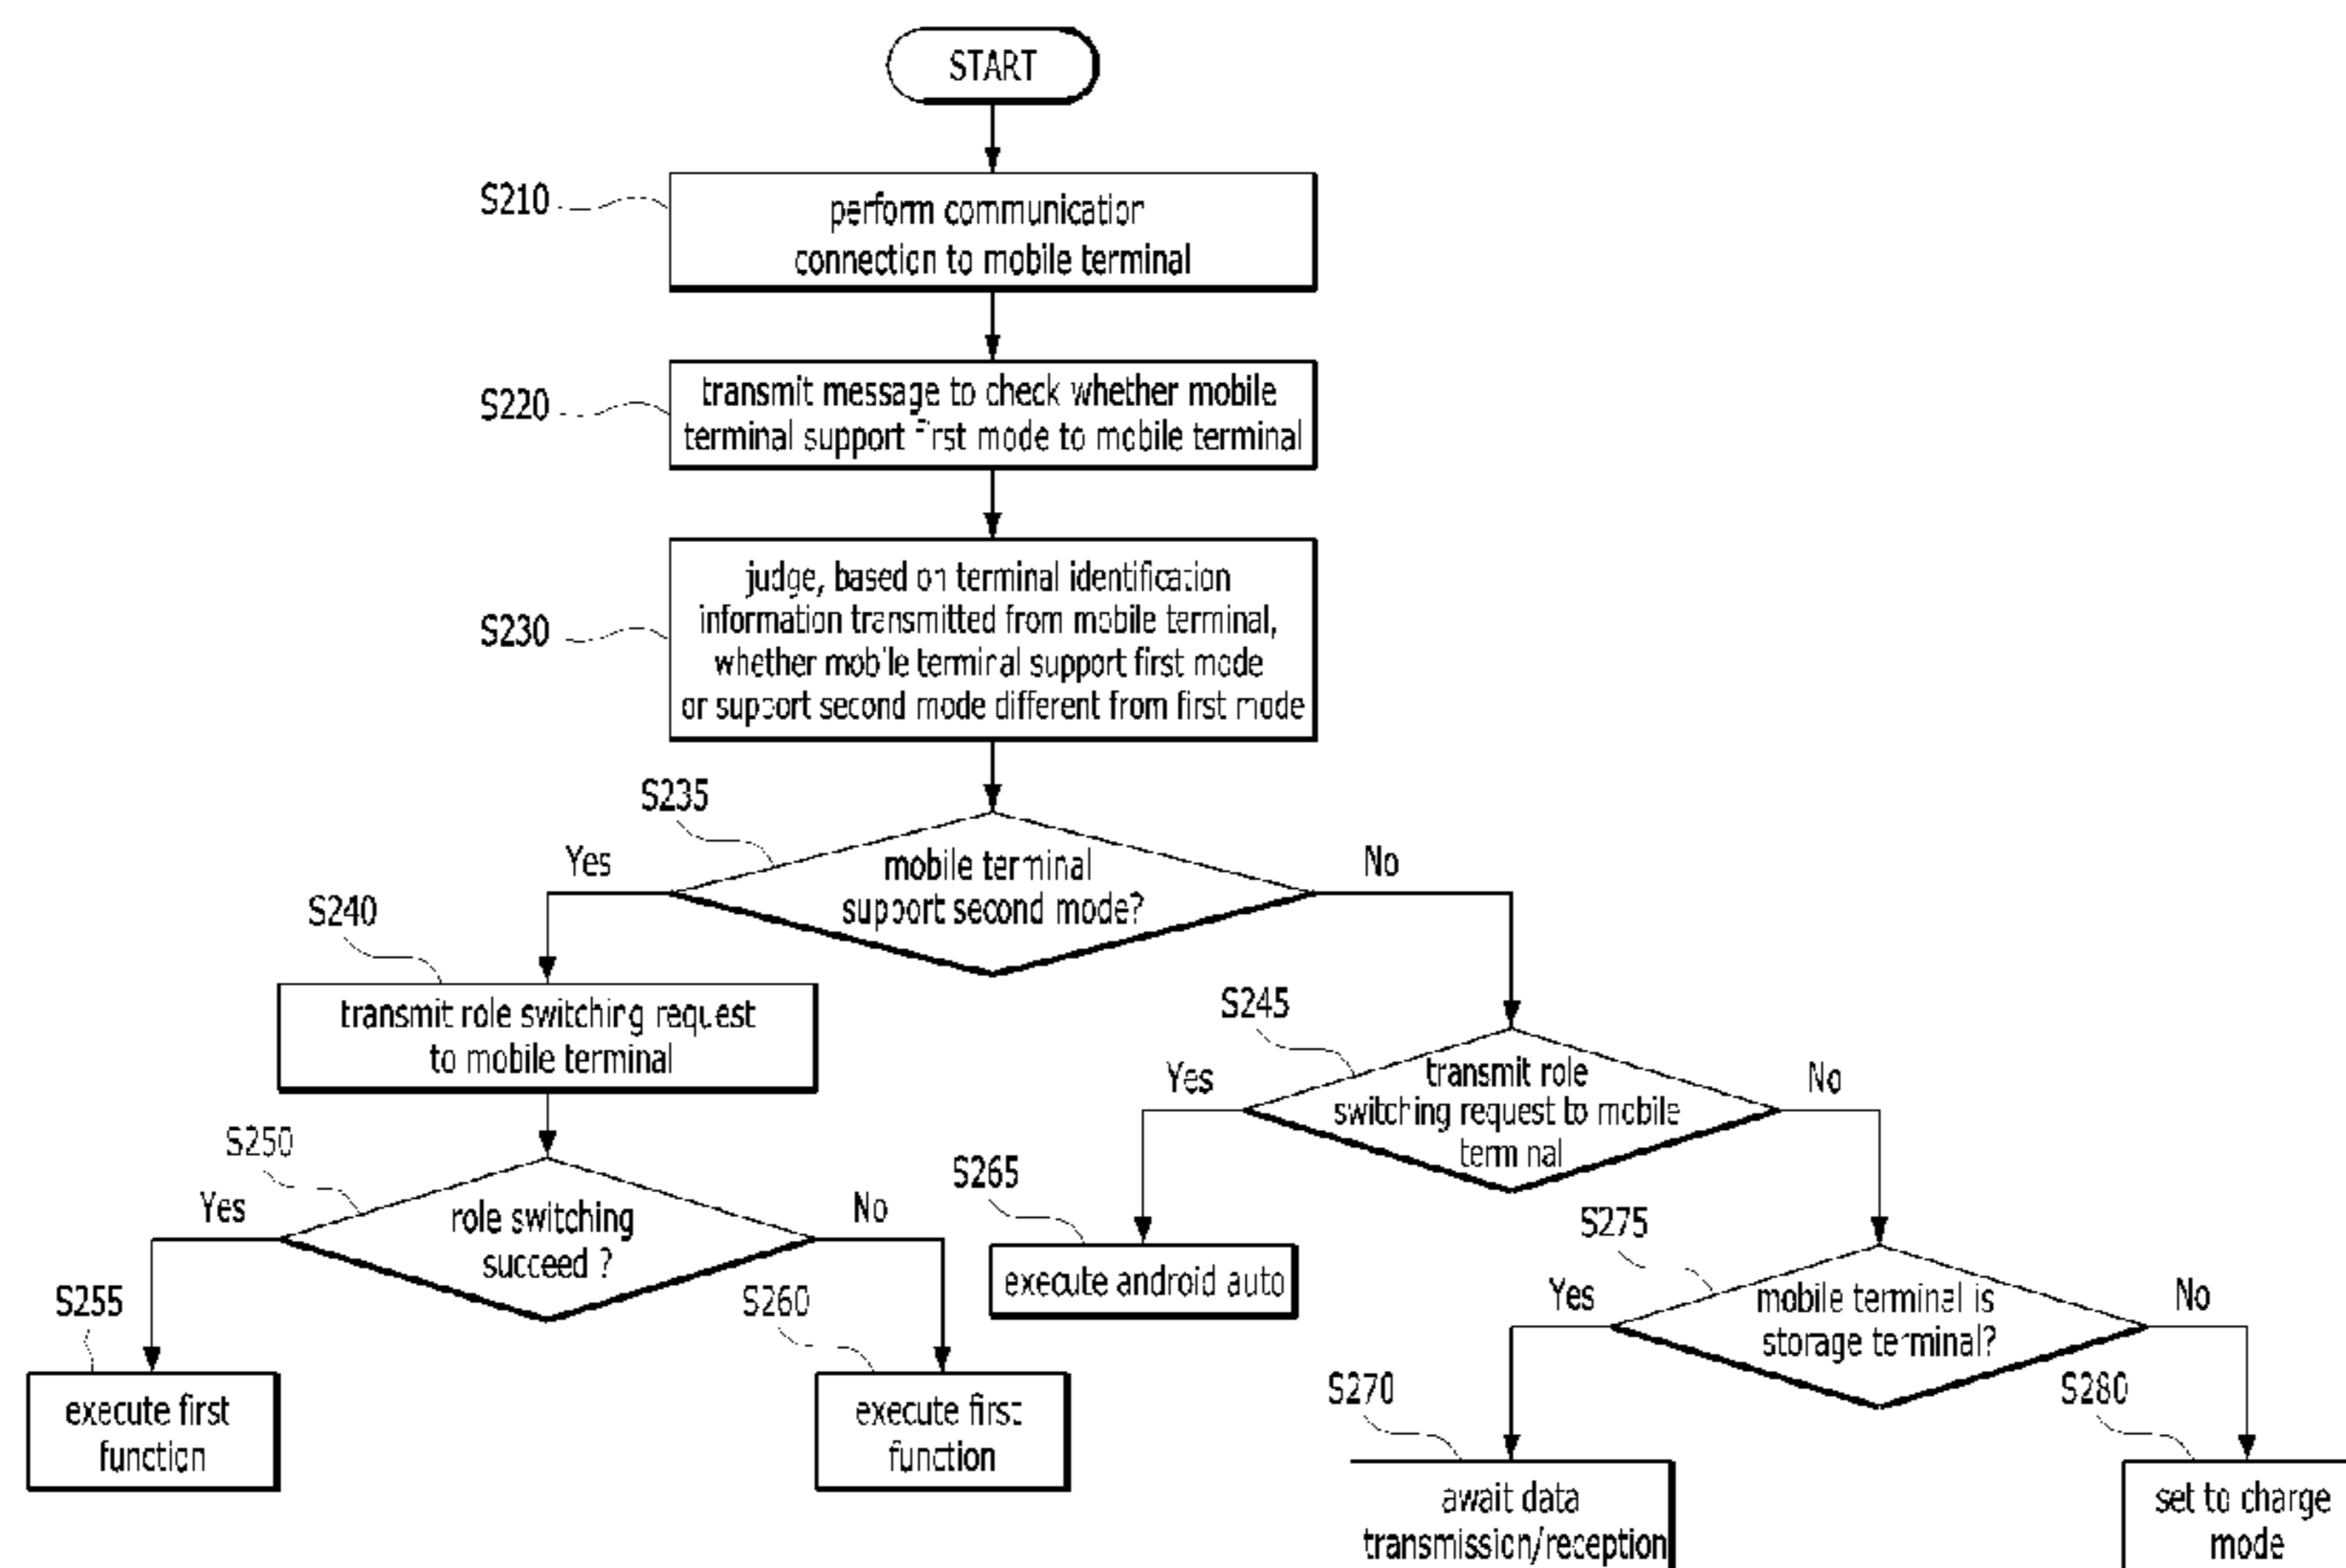 START
S210
perform communication
connection to mobile terminal
S220
transmit message to check whether mobile
terminal support first mode to mobile terminal
S230
judge, based on terminal identification
information transmitted from mobile terminal,
whether mobile terminal support first mode
or support second mode different from first mode
S235
Yes
mobile terminal
support second mode?
No
S240
transmit role switching request
to mobile terminal
S245
Yes
transmit role
switching request to mobile
terminal
No
S250
Yes
role switching
succeed ?
No
S265
execute android auto
S275
Yes
mobile terminal is
storage terminal?
No
S255
execute first
function
S260
execute first
function
S270
await data
transmission/reception
S280
set to charge
mode